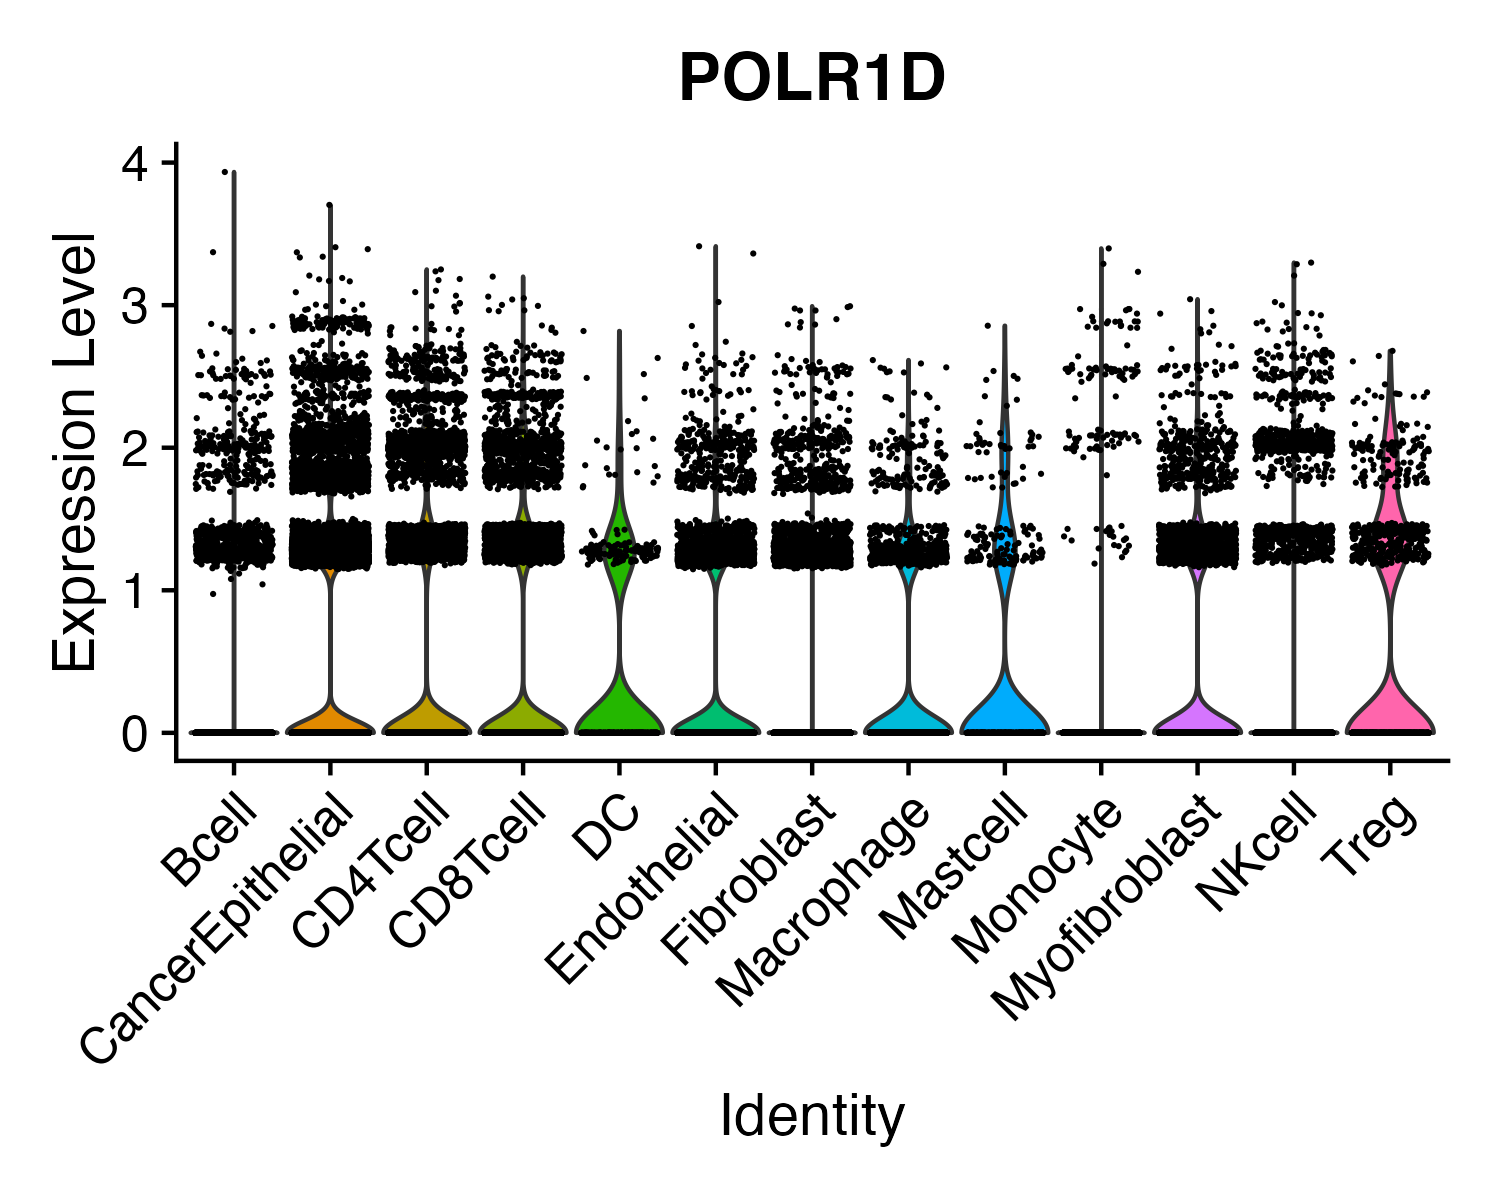 POLR1D
Expression Level
4
3
2
1
0
Bcell
CancerEpithelial
CD4Tcell
CD8Tcell
DC
Endothelial
Fibroblast
Macrophage
Mastcell
Monocyte
Myofibroblast
NKcell
Treg
Identity